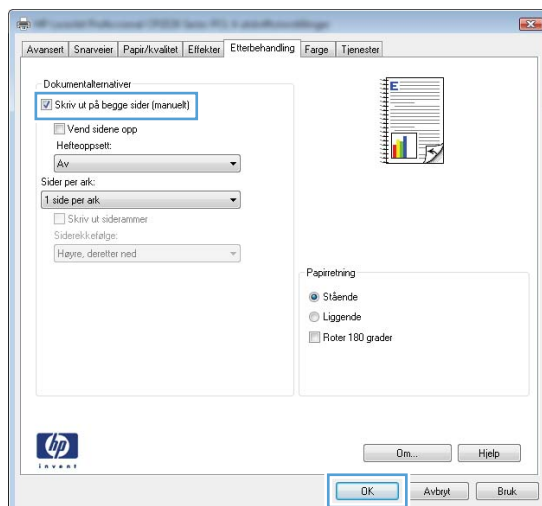 Avansert Snarveier Papir/kvalitet Effekter Etterbehandling Farge Tjenester
Dokumentalternativer
Skriv ut på begge sider (manuelt)
Vend sidene opp
Hefteoppsett:
Av
Sider per ark:
1 side per ark
Skriv ut siderammer
Siderekkefølge:
Høyre, deretter ned
E
Papirretning
Stående
Liggende
Roter 180 grader
hp
invent
Om... Hjelp
OK Avbryt Bruk